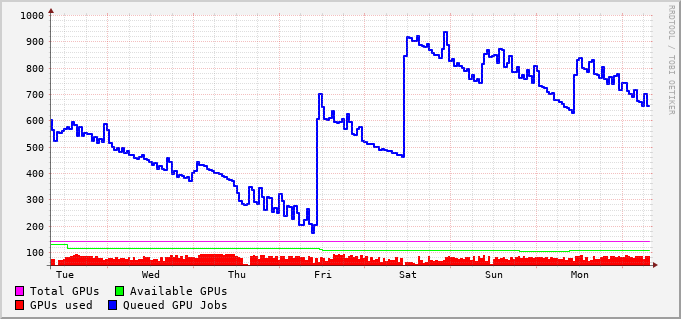 1000
900
800
700
600
500
400
300
200
100
Tue Wed Thu Fri Sat Sun Mon
Total GPUs Available GPUs
GPUs used Queued GPU Jobs
RRDTOOL / TOBI OETIKER